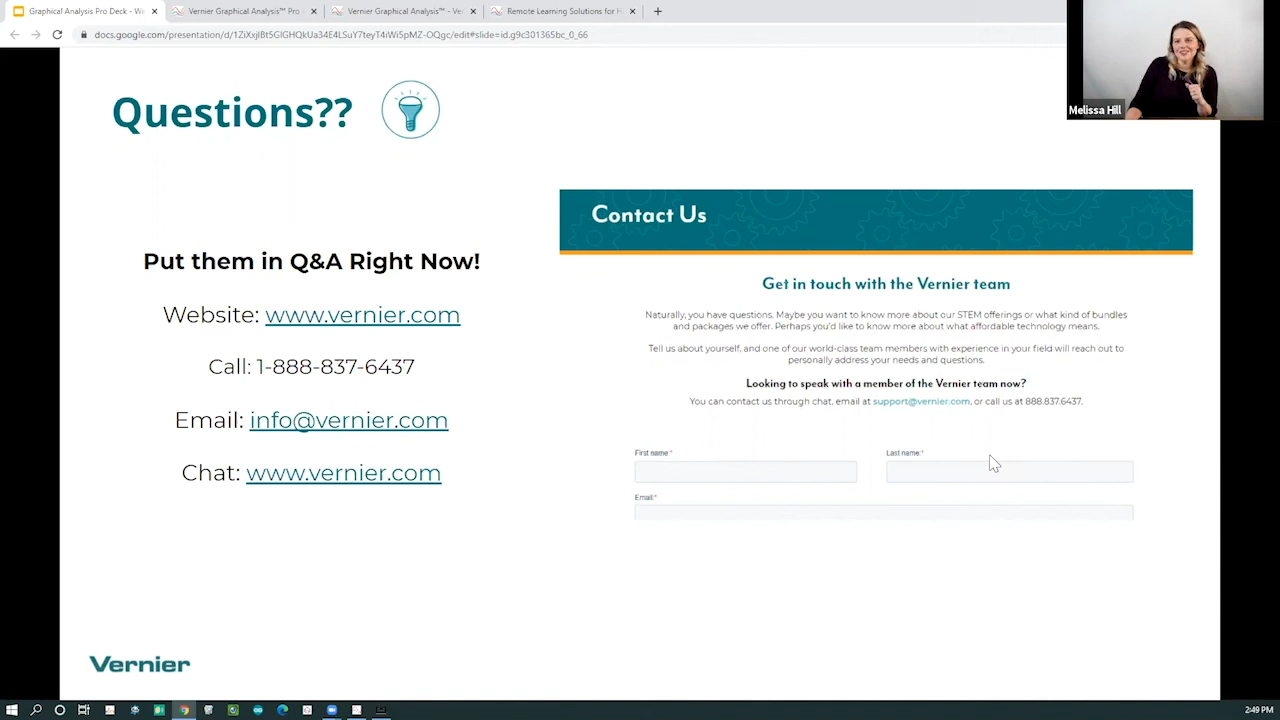 Graphical Analysis Pro Deck - We
Vernier Graphical Analysis™ Pro
Vernier Graphical Analysis™ - Ve
Remote Learning Solutions for H
docs.google.com/presentation/d/1ZiXxjIBt5GIGHQkUa34E4LSuY7teyT4iWi5pMZ-OQgc/edit#slide=id.g9c301365bc_0_66
Melissa Hill
Questions??
Put them in Q&A Right Now!
Website: www.vernier.com
Call: 1-888-837-6437
Email: info@vernier.com
Chat: www.vernier.com
Contact Us
Get in touch with the Vernier team
Naturally, you have questions. Maybe you want to know more about our STEM offerings or what kind of bundles
and packages we offer. Perhaps you'd like to know more about what affordable technology means.
Tell us about yourself, and one of our world-class team members with experience in your field will reach out to
personally address your needs and questions.
Looking to speak with a member of the Vernier team now?
You can contact us through chat, email at support@vernier.com, or call us at 888.837.6437.
First name:*
Last name:*
Email:*
Vernier
2:49 PM